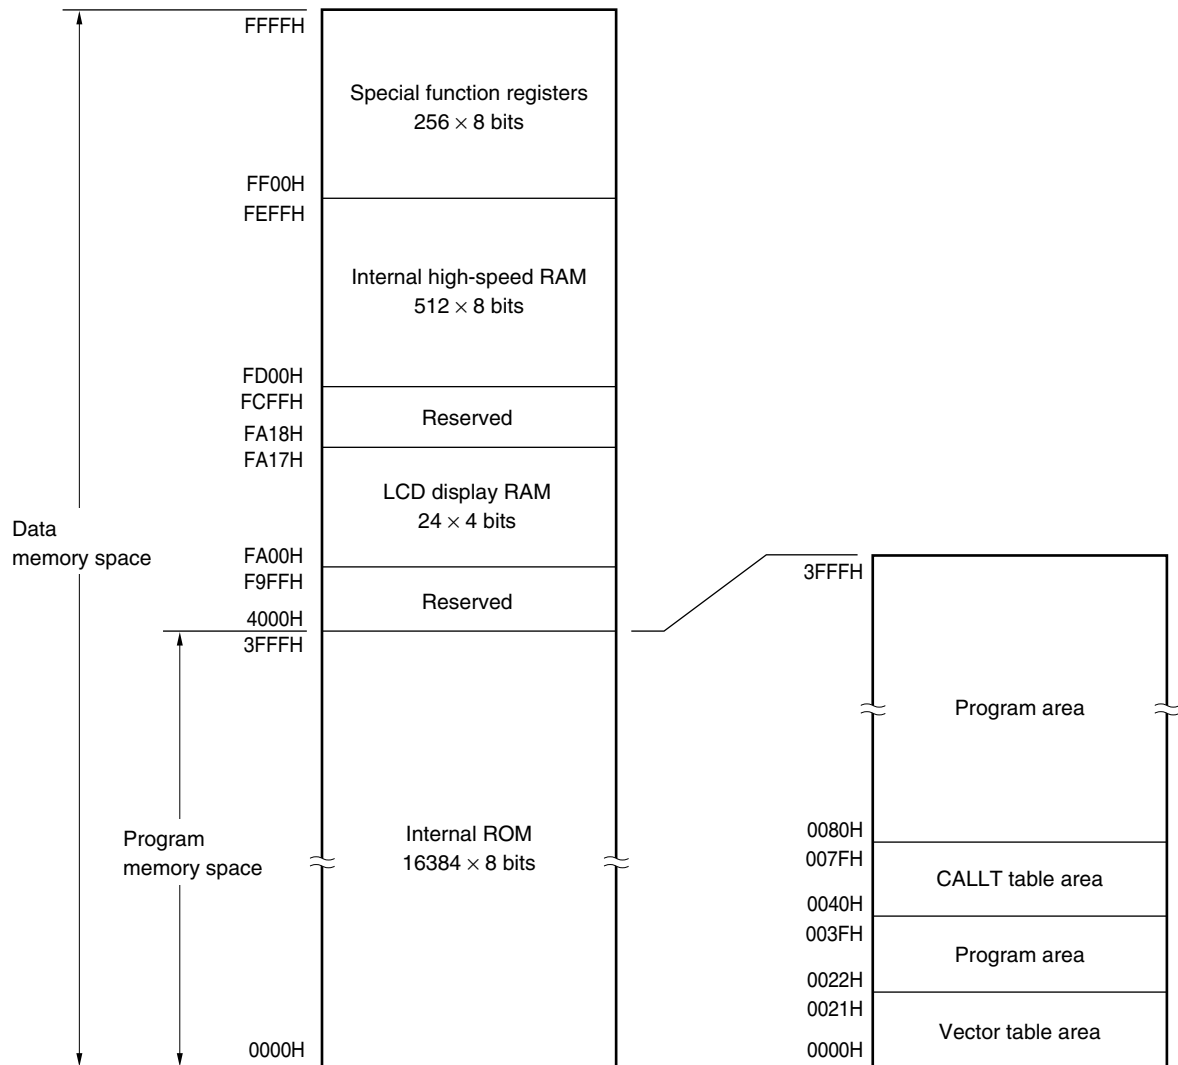 FFFFH
Special function registers
256 × 8 bits
FF00H
FEFFH
Internal high-speed RAM
512 × 8 bits
FD00H
FCFFH
Reserved
FA18H
FA17H
LCD display RAM
24 × 4 bits
Data
memory space
FA00H
F9FFH
Reserved
4000H
3FFFH
Program
memory space
Internal ROM
16384 × 8 bits
0000H
3FFFH
Program area
0080H
007FH
CALLT table area
0040H
003FH
Program area
0022H
0021H
Vector table area
0000H